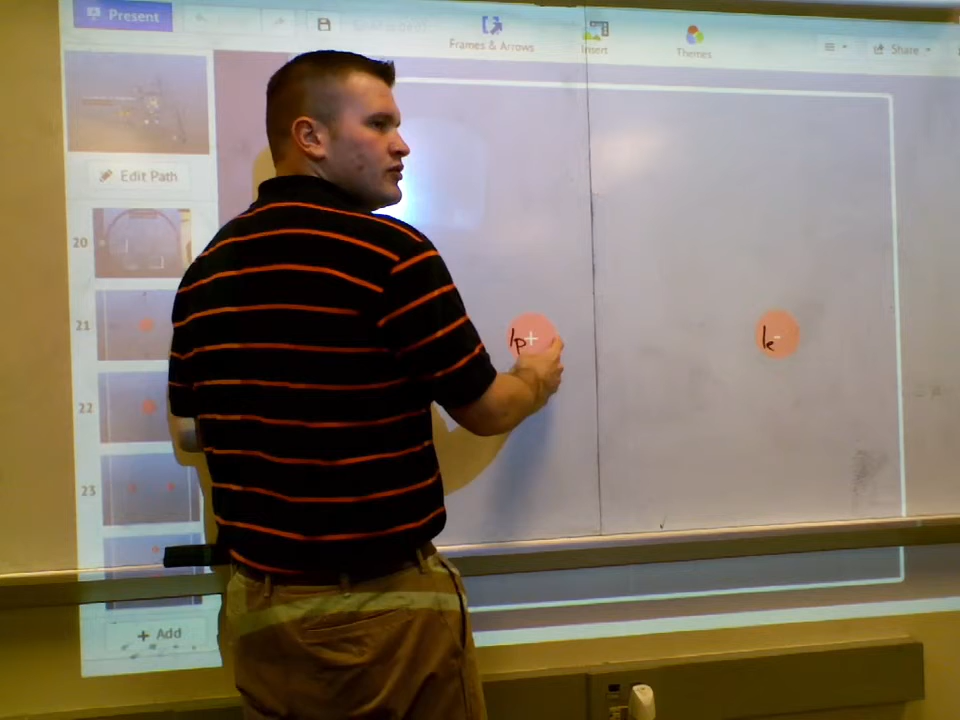 Present
Frames & Arrows
Insert
Themes
Share
Edit Path
20
21
22
23
+ Add
1p+
1e-